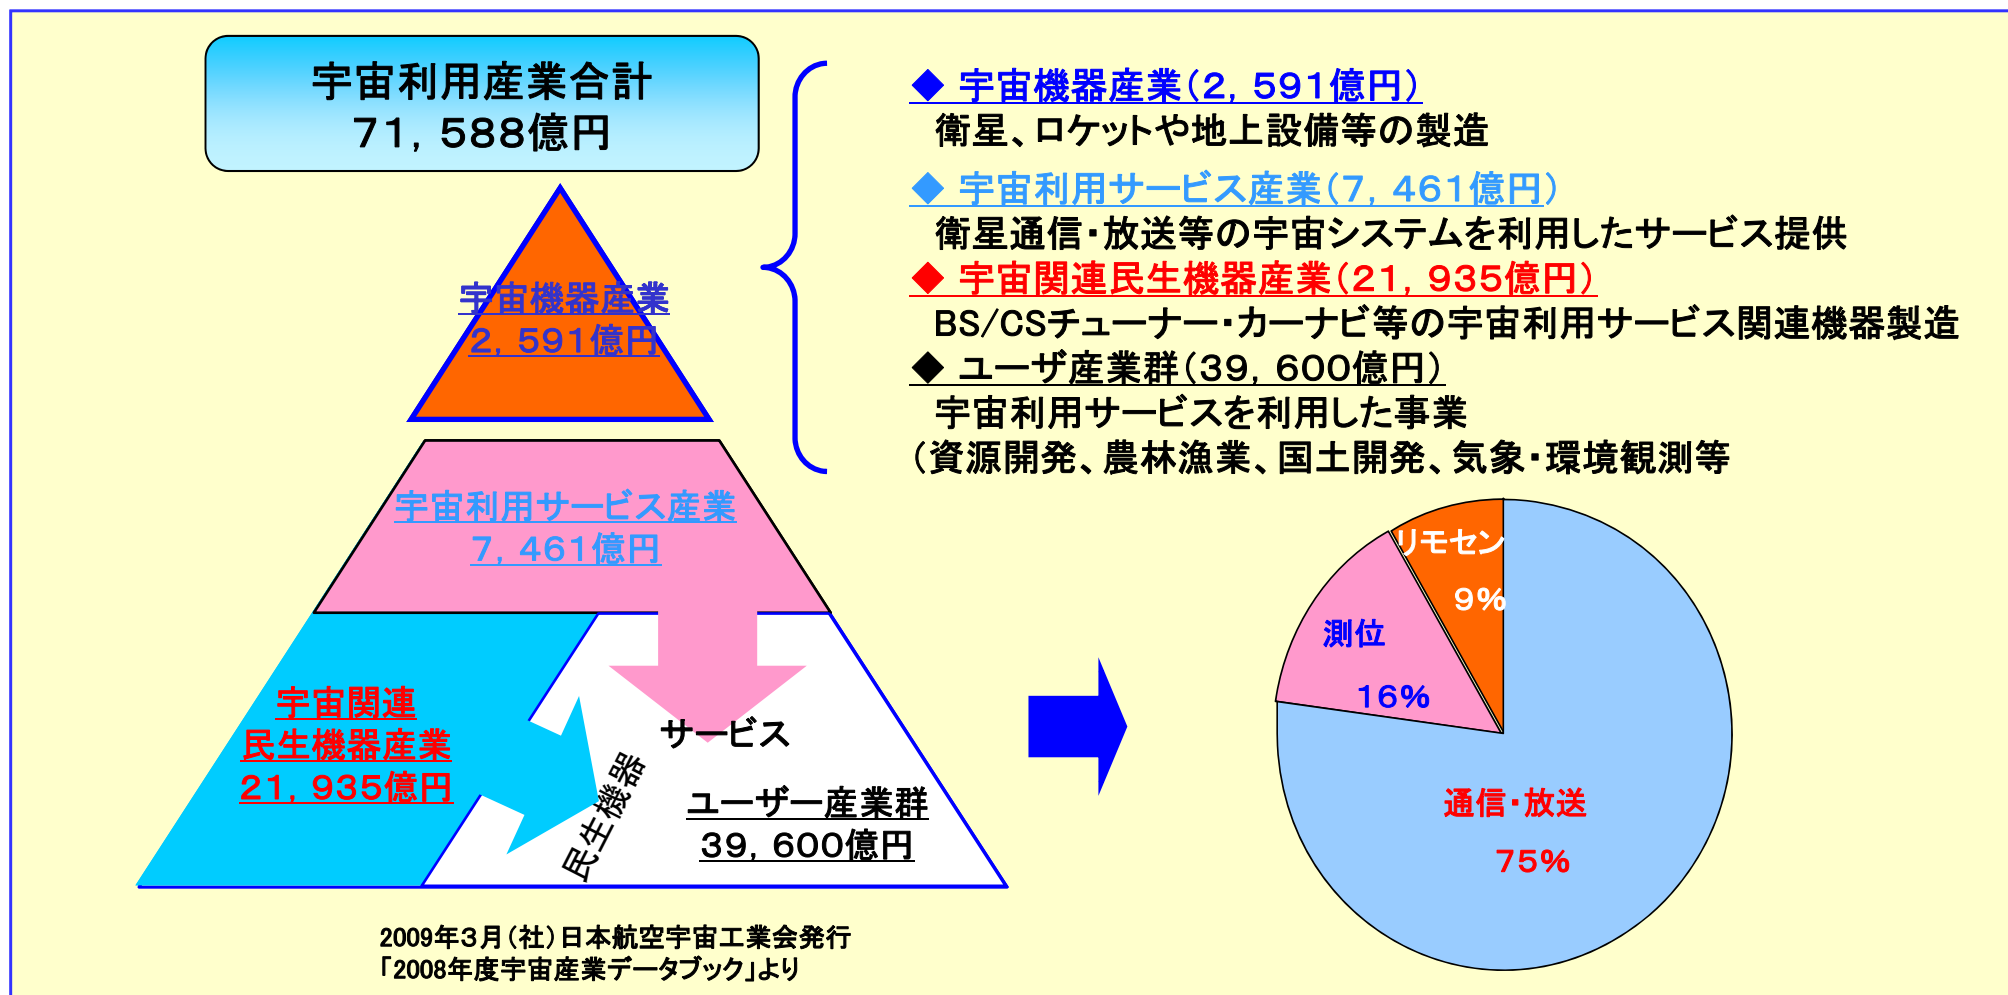 宇宙利用産業合計
７１，５８８億円
◆ 宇宙機器産業（２，５９１億円）
衛星、ロケットや地上設備等の製造
◆ 宇宙利用サービス産業（７，４６１億円）
衛星通信・放送等の宇宙システムを利用したサービス提供
◆ 宇宙関連民生機器産業（２１，９３５億円）
BS/CSチューナー・カーナビ等の宇宙利用サービス関連機器製造
◆ ユーザ産業群（３９，６００億円）
宇宙利用サービスを利用した事業
（資源開発、農林漁業、国土開発、気象・環境観測等
宇宙機器産業
２，５９１億円
宇宙利用サービス産業
７，４６１億円
宇宙関連
民生機器産業
２１，９３５億円
サービス
民生機器
ユーザー産業群
３９，６００億円
リモセン
９％
測位
１６％
通信・放送
７５％
2009年３月（社）日本航空宇宙工業会発行
「2008年度宇宙産業データブック」より